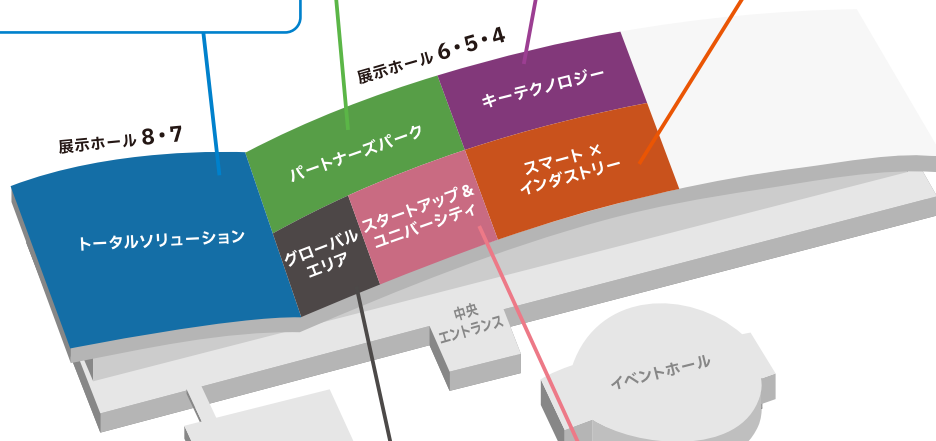 展示ホール 6・5・4
キーテクノロジー
展示ホール 8・7
パートナーズパーク
スマート ×
インダストリー
スタートアップ &
ユニバーシティ
トータルソリューション
グローバル
エリア
中央
エントランス
イベントホール